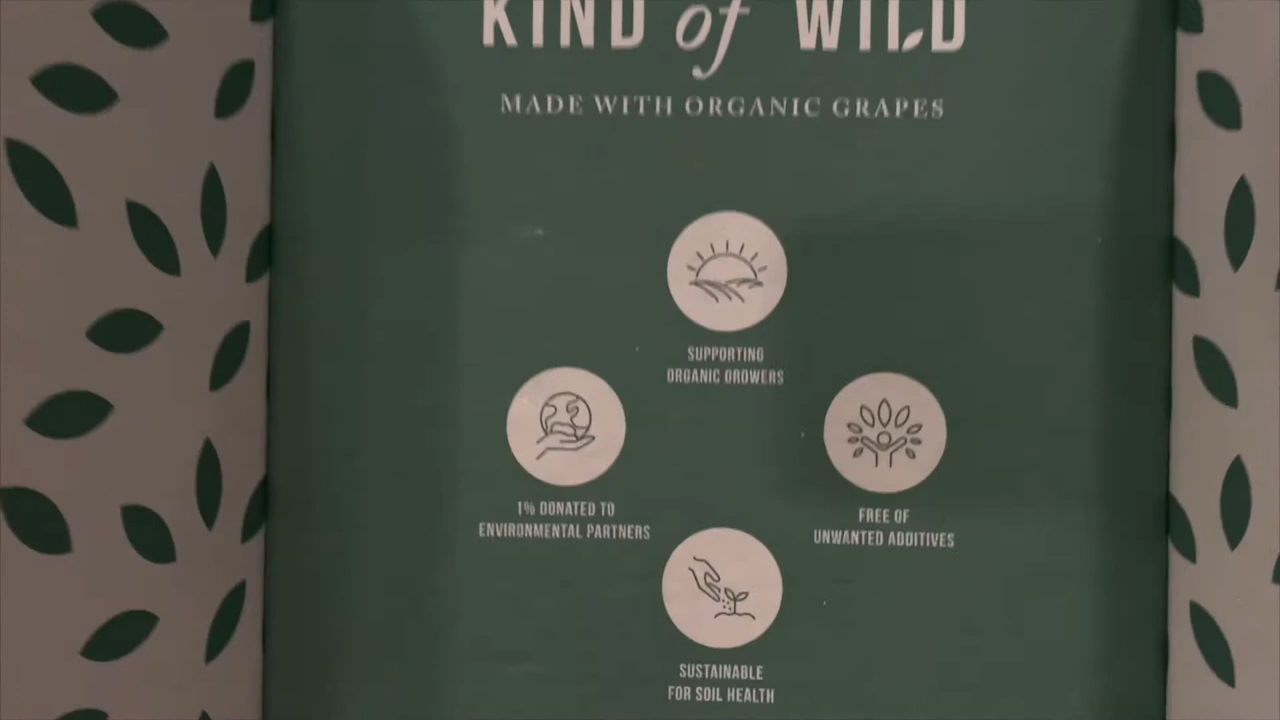 KIND of WILD
MADE WITH ORGANIC GRAPES
SUPPORTING
ORGANIC GROWERS
1% DONATED TO
ENVIRONMENTAL PARTNERS
FREE OF
UNWANTED ADDITIVES
SUSTAINABLE
FOR SOIL HEALTH